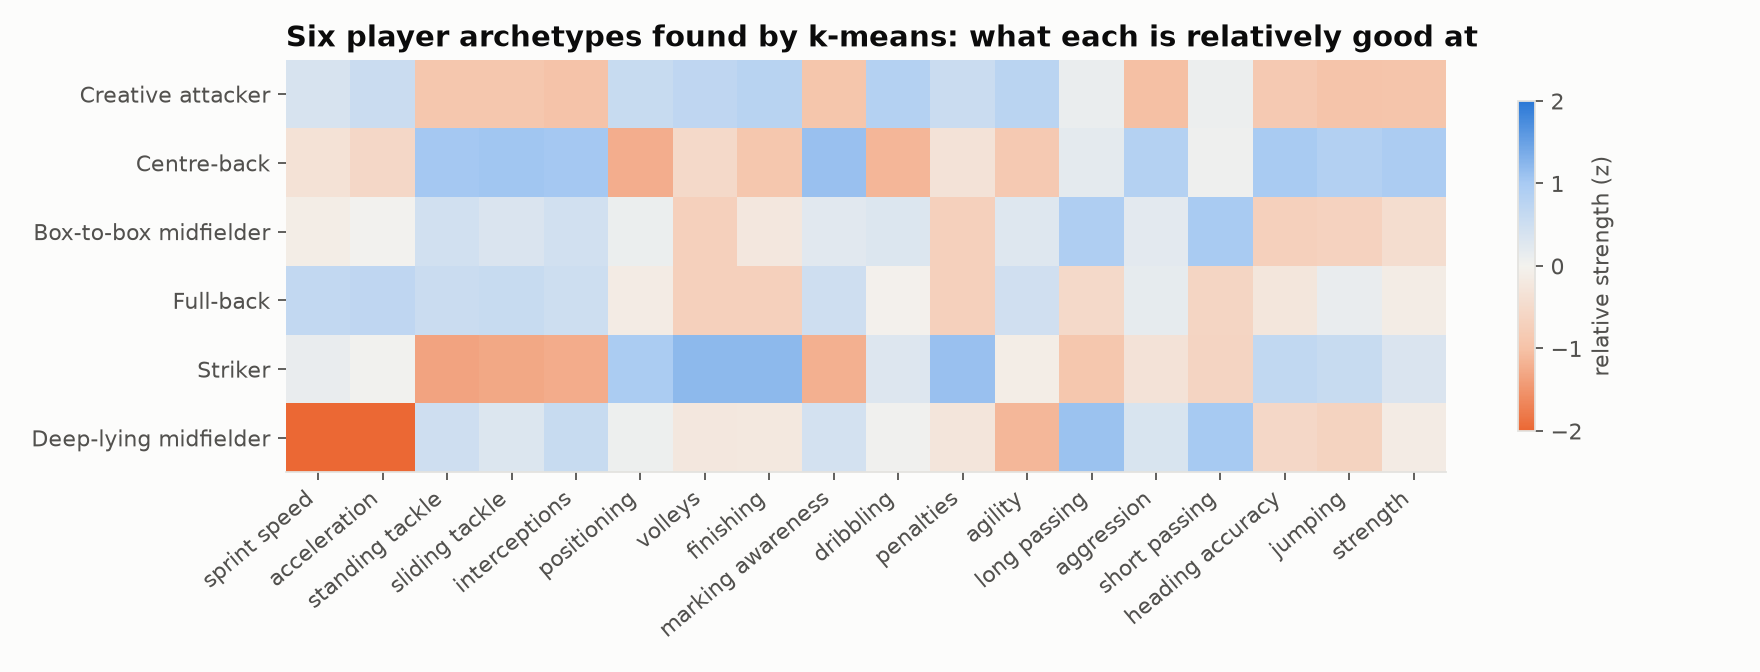 Six player archetypes found by k-means: what each is relatively good at
Creative attacker
Centre-back
Box-to-box midfielder
Full-back
Striker
Deep-lying midfielder
sprint speed
acceleration
standing tackle
sliding tackle
interceptions
positioning
volleys
finishing
marking awareness
dribbling
penalties
agility
long passing
aggression
short passing
heading accuracy
jumping
strength
2
1
0
−1
−2
relative strength (z)